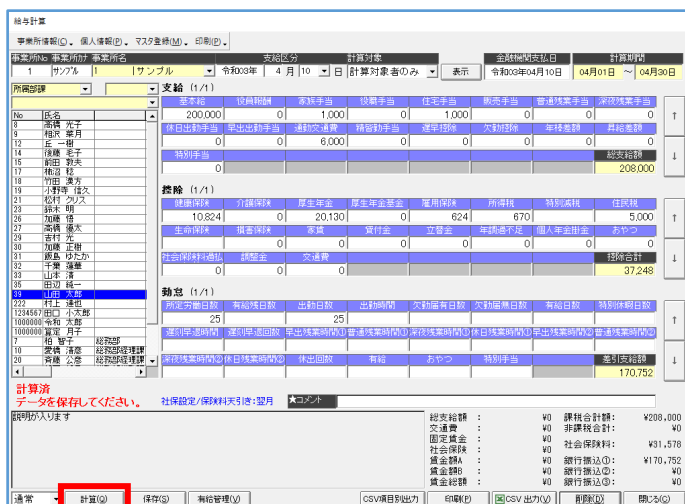 給与計算
事業所情報(C)、 個人情報(P)、 マスタ登録(M)、 印刷(P)、
事業所No 事業所ｶﾅ 事業所名 支給区分 計算対象 金融機関支払日 計算期間
1 ｻﾝﾌﾟﾙ 1 サンプル 令和03年 4 月 10 日 計算対象者のみ 表示 令和03年04月10日 04月01日 ～ 04月30日
所属部課
No 氏名
8 高橋 光子
9 相沢 葉月
12 丘 一樹
14 後藤 毛子
15 前田 敦夫
17 柿沼 稔
18 竹田 漢方
19 小野寺 信久
21 松村 クリス
23 鈴木 明
26 加藤 悟
27 高橋 優太
29 吉村 光
30 加藤 正樹
31 飯島 ゆたか
32 千葉 蓮華
33 山本 清
35 田辺 純一
39 山田 太郎
222 村上 通也
1234567 田口 小太郎
1000000 令和 太郎
1000000 算定 月子
7 柏 智子 総務部
10 愛橋 清彦 総務部経理課
20 斉藤 公彦 総務部経理課
支給 (1/1)
基本給 役員報酬 家族手当 役職手当 住宅手当 販売手当 普通残業手当 深夜残業手当
200,000 0 1,000 0 1,000 0 0 0
休日出勤手当 早出出勤手当 通勤交通費 精皆勤手当 遅早控除 欠勤控除 年棒差額 昇給差額
0 0 6,000 0 0 0 0 0
特別手当 総支給額
0 208,000
控除 (1/1)
健康保険 介護保険 厚生年金 厚生年金基金 雇用保険 所得税 特別減税 住民税
10,824 0 20,130 0 624 670 5,000
生命保険 損害保険 家賃 貸付金 立替金 年調過不足 個人年金掛金 おやつ
0 0 0 0 0 0 0 0
社会保険料過払 調整金 交通費 控除合計
0 0 0 37,248
勤怠 (1/1)
所定労働日数 有給残日数 出勤日数 出勤時間 欠勤届有日数 欠勤届無日数 有給日数 特別休暇日数
25 25
遅刻早退時間 遅刻早退回数 早出残業時間① 普通残業時間① 深夜残業時間① 休日残業時間① 早出残業時間② 普通残業時間②
深夜残業時間② 休日残業時間② 休出回数 有給 おやつ 特別手当 差引支給額
170,752
計算済
データを保存してください。 社保設定/保険料天引き:翌月 ★コメント
説明が入ります
総支給額 : ¥0 課税合計額: ¥208,000
交通費 : ¥0 非課税合計: ¥0
固定賃金 : ¥0
社会保険 : ¥0 社会保険料: ¥31,578
賃金額A : ¥0 銀行振込①: ¥170,752
賃金額B : ¥0 銀行振込②: ¥0
賃金総額 : ¥0 銀行振込③: ¥0
通常 計算(Q) 保存(S) 有給管理(V) CSV項目別出力 印刷(P) CSV 出力(V) 削除(D) 閉じる(C)